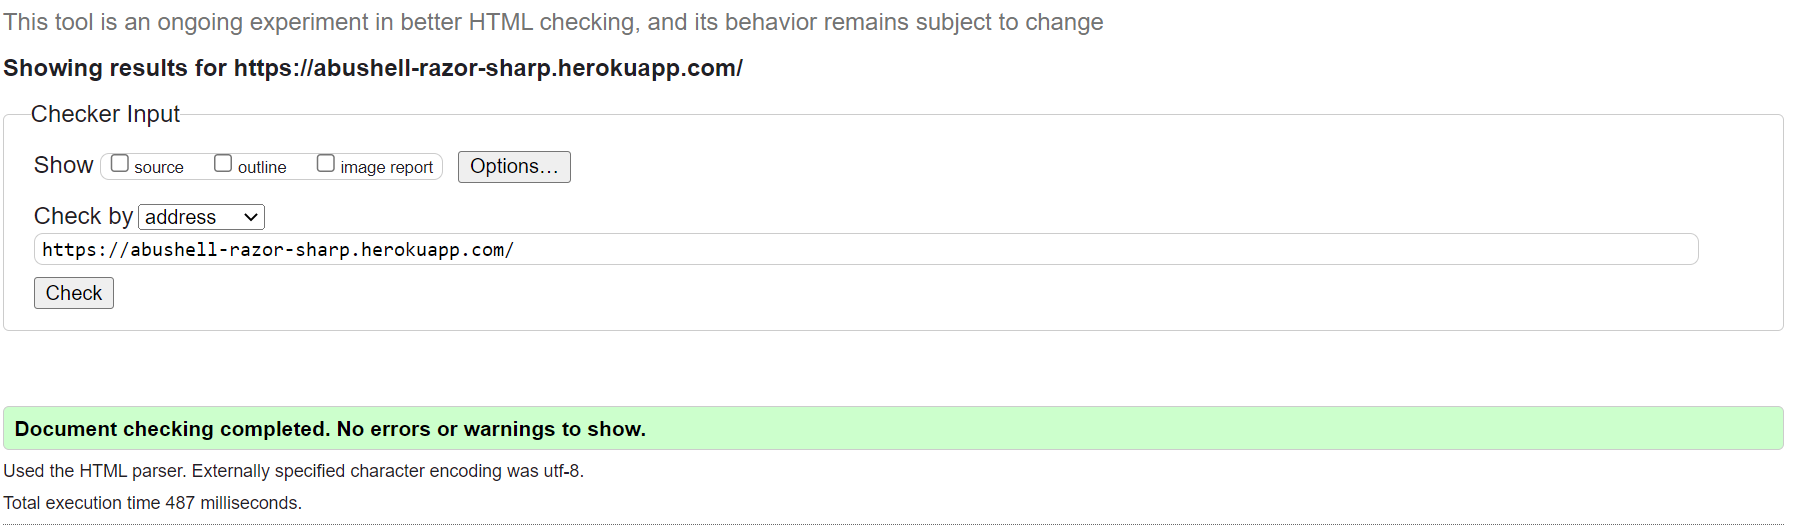 This tool is an ongoing experiment in better HTML checking, and its behavior remains subject to change
Showing results for https://abushell-razor-sharp.herokuapp.com/
Checker Input
Show source outline image report Options...
Check by address
https://abushell-razor-sharp.herokuapp.com/
Check
Document checking completed. No errors or warnings to show.
Used the HTML parser. Externally specified character encoding was utf-8.
Total execution time 487 milliseconds.